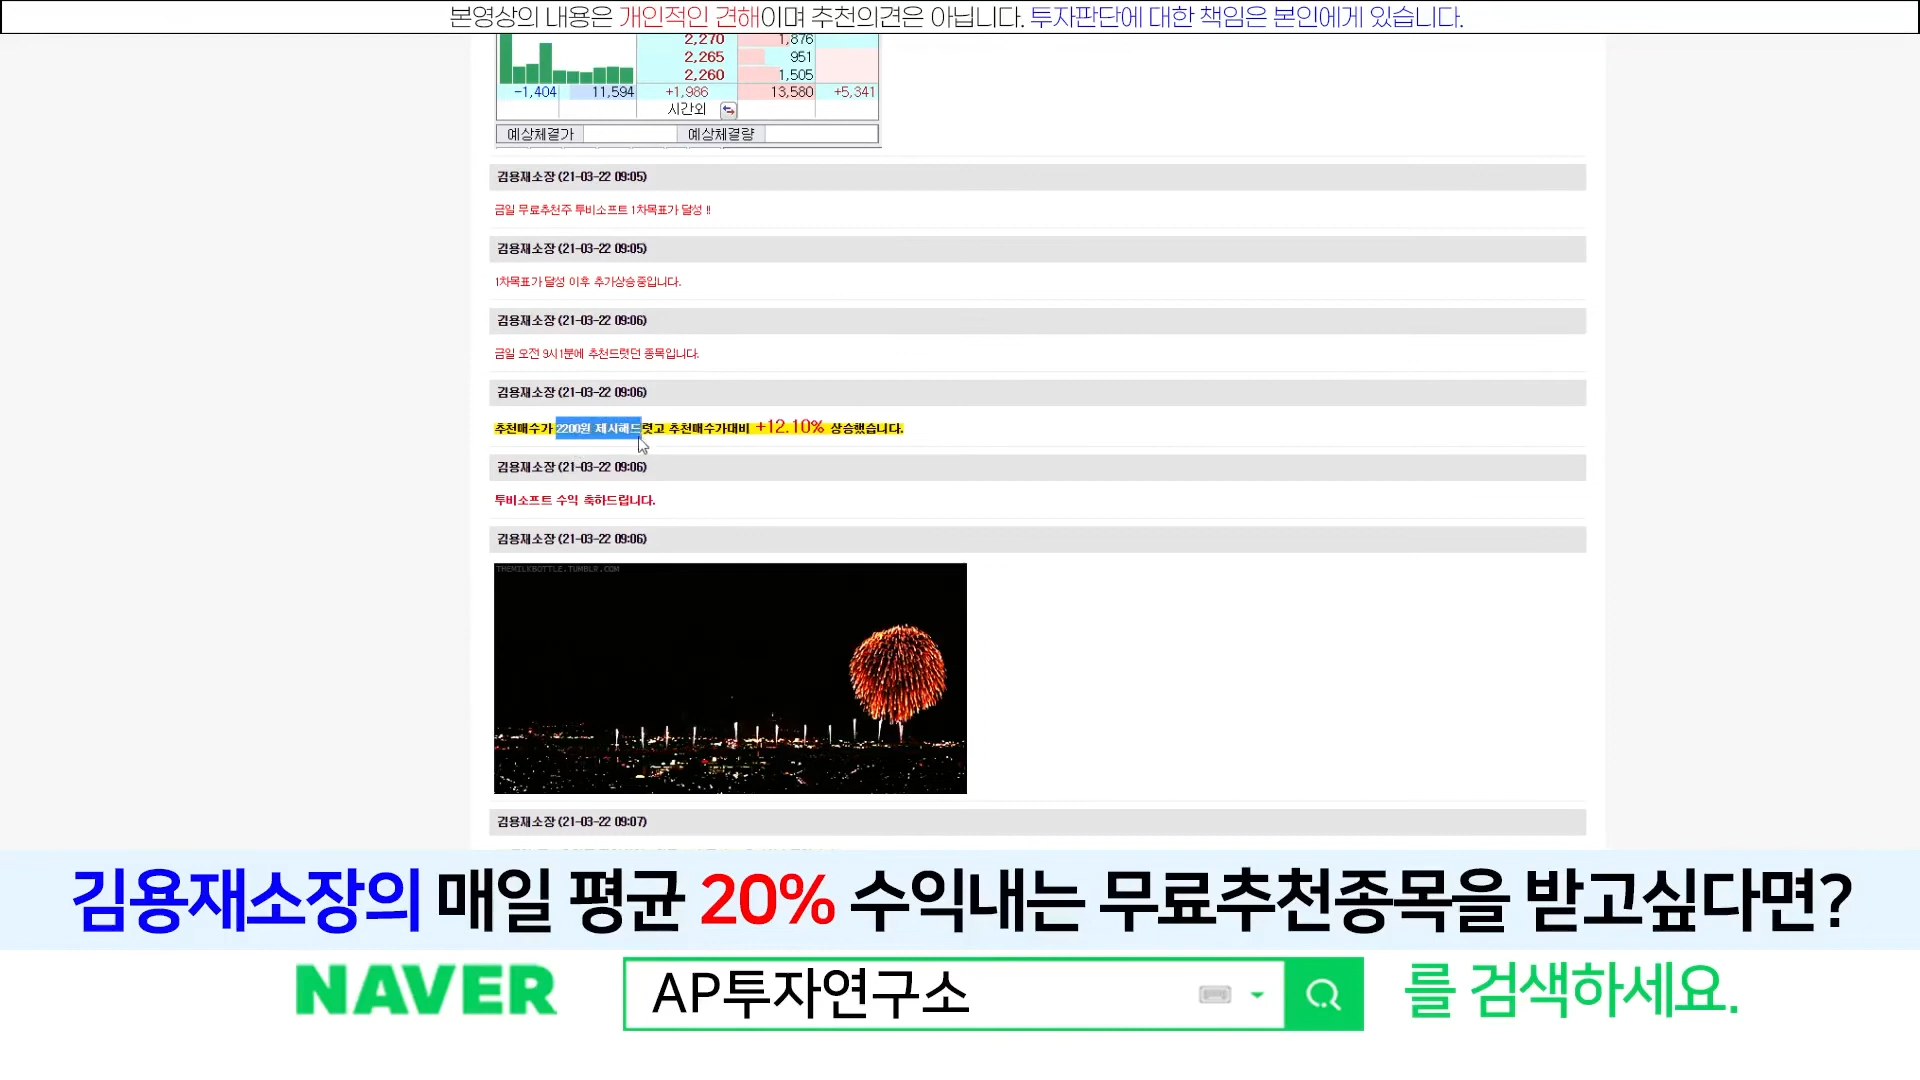 본영상의 내용은 개인적인 견해이며 추천의견은 아닙니다. 투자판단에 대한 책임은 본인에게 있습니다.
2,270 1,876
2,265 951
2,260 1,505
-1,404 11,594 +1,986 13,580 +5,341
시간외
예상체결가 예상체결량
김용재소장 (21-03-22 09:05)
금일 무료추천주 투비소프트 1차목표가 달성 !!
김용재소장 (21-03-22 09:05)
1차목표가 달성 이후 추가상승중입니다.
김용재소장 (21-03-22 09:06)
금일 오전 9시1분에 추천드렷던 종목입니다.
김용재소장 (21-03-22 09:06)
추천매수가 2200원 제시해드렷고 추천매수가대비 +12.10% 상승했습니다.
김용재소장 (21-03-22 09:06)
투비소프트 수익 축하드립니다.
김용재소장 (21-03-22 09:06)
THEMILKBOTTLE.TUMBLR.COM
김용재소장 (21-03-22 09:07)
김용재소장의 매일 평균 20% 수익내는 무료추천종목을 받고싶다면?
NAVER AP투자연구소 를 검색하세요.